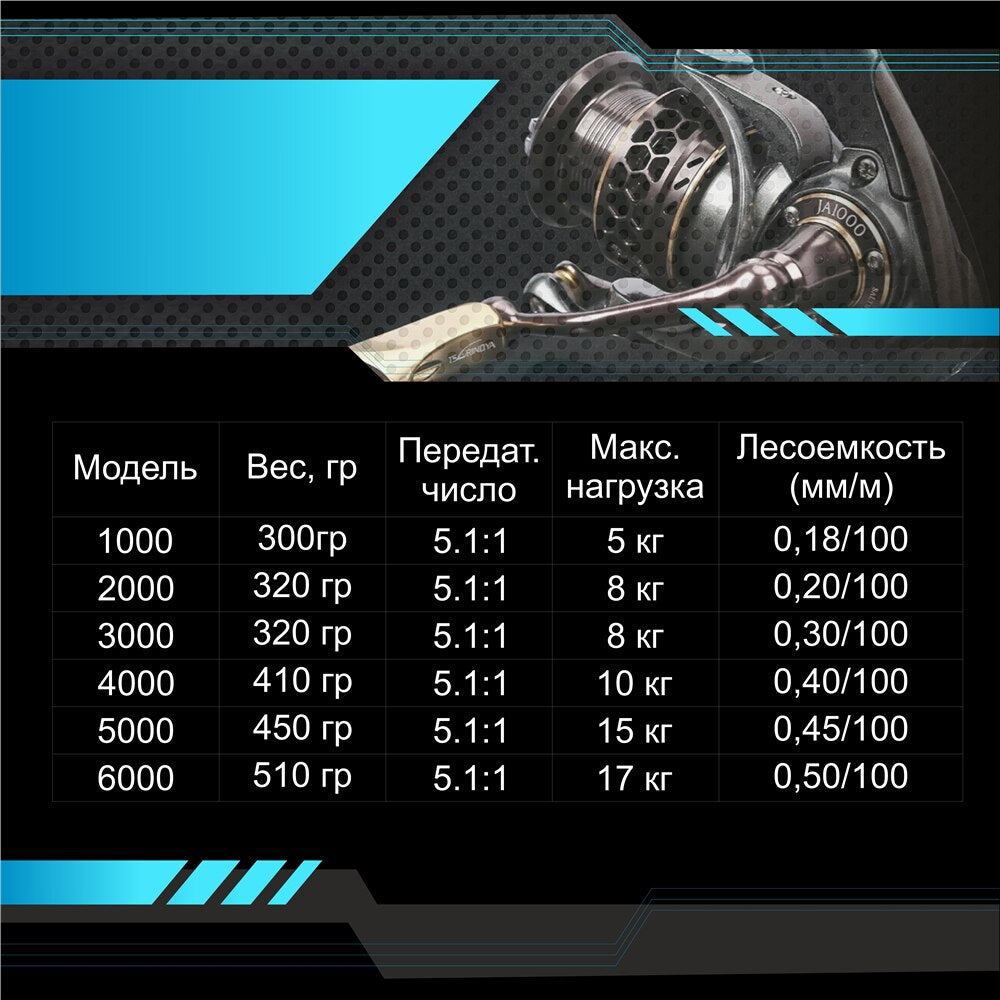 JA1000
TSURINOYA
Модель Вес, гр Передат. число Макс. нагрузка Лесоемкость (мм/м)
1000 300гр 5.1:1 5 кг 0,18/100
2000 320 гр 5.1:1 8 кг 0,20/100
3000 320 гр 5.1:1 8 кг 0,30/100
4000 410 гр 5.1:1 10 кг 0,40/100
5000 450 гр 5.1:1 15 кг 0,45/100
6000 510 гр 5.1:1 17 кг 0,50/100